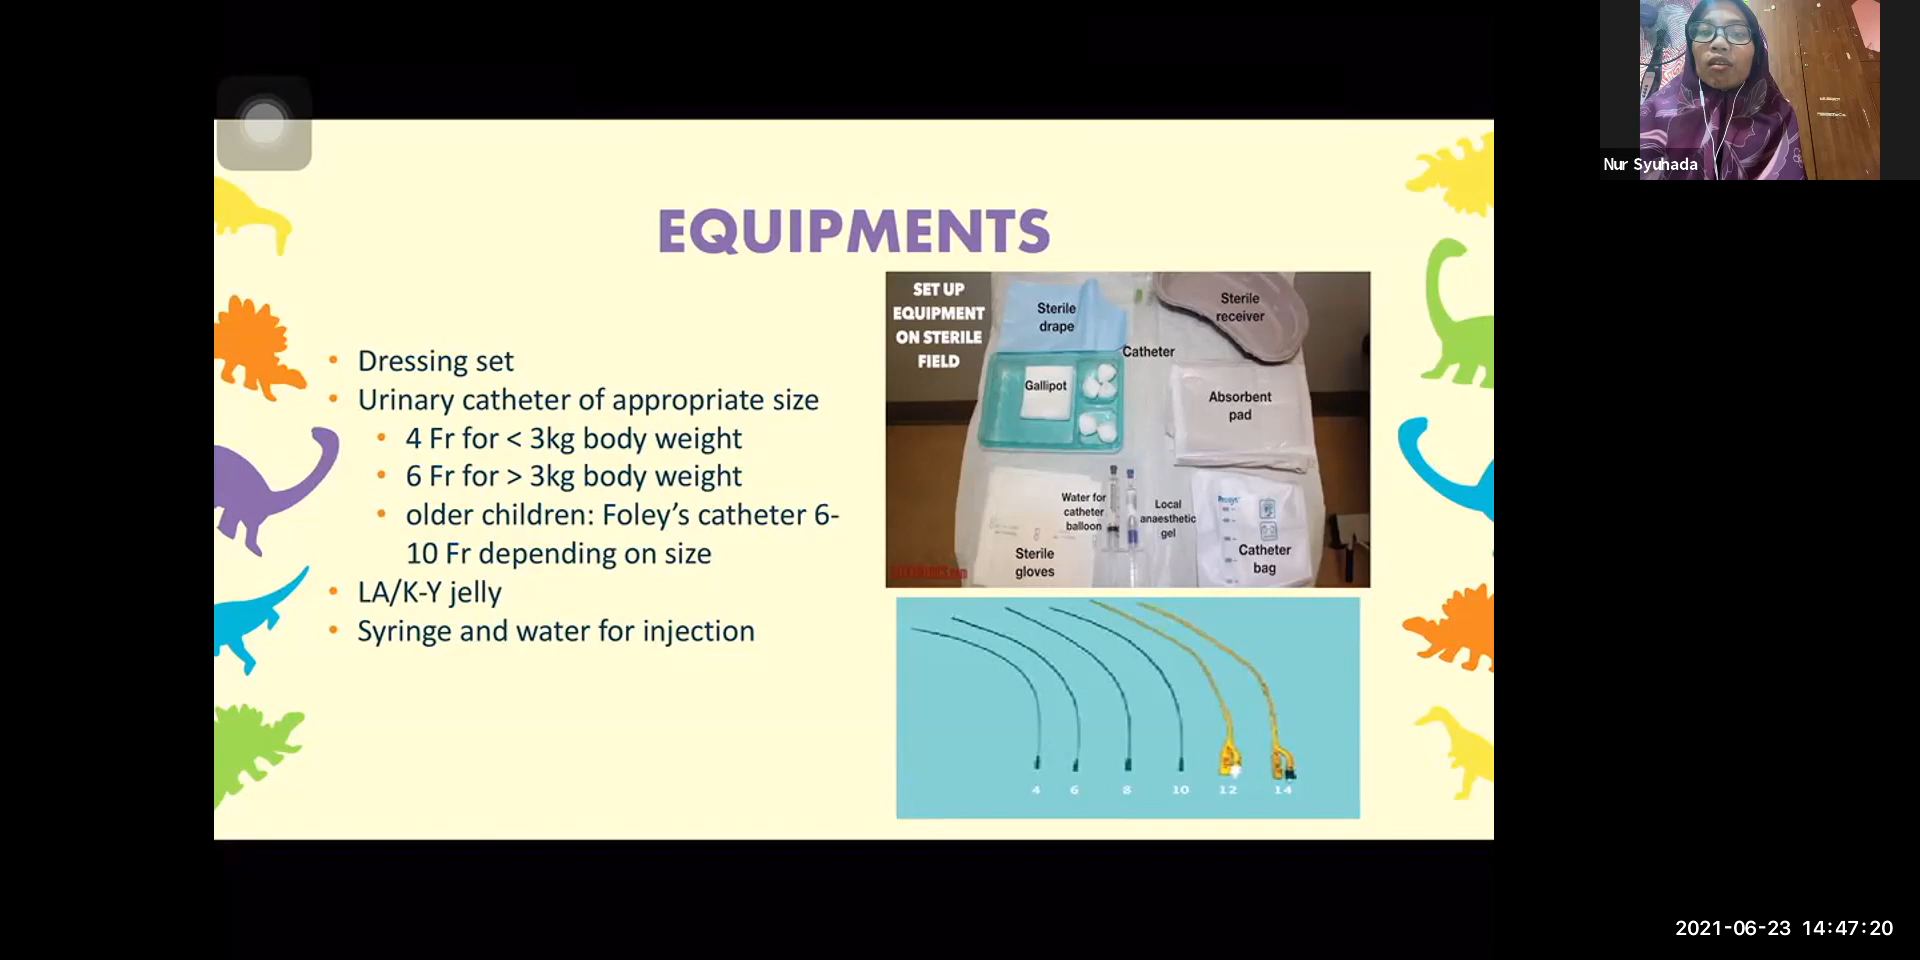 Nur Syuhada
EQUIPMENTS
• Dressing set
• Urinary catheter of appropriate size
• 4 Fr for < 3kg body weight
• 6 Fr for > 3kg body weight
• older children: Foley’s catheter 6-
10 Fr depending on size
• LA/K-Y jelly
• Syringe and water for injection
SET UP
EQUIPMENT
ON STERILE
FIELD
Sterile
drape
Sterile
receiver
Catheter
Gallipot
Absorbent
pad
Water for
catheter
balloon
Local
anaesthetic
gel
Sterile
gloves
Catheter
bag
4 6 8 10 12 14
2021-06-23 14:47:20